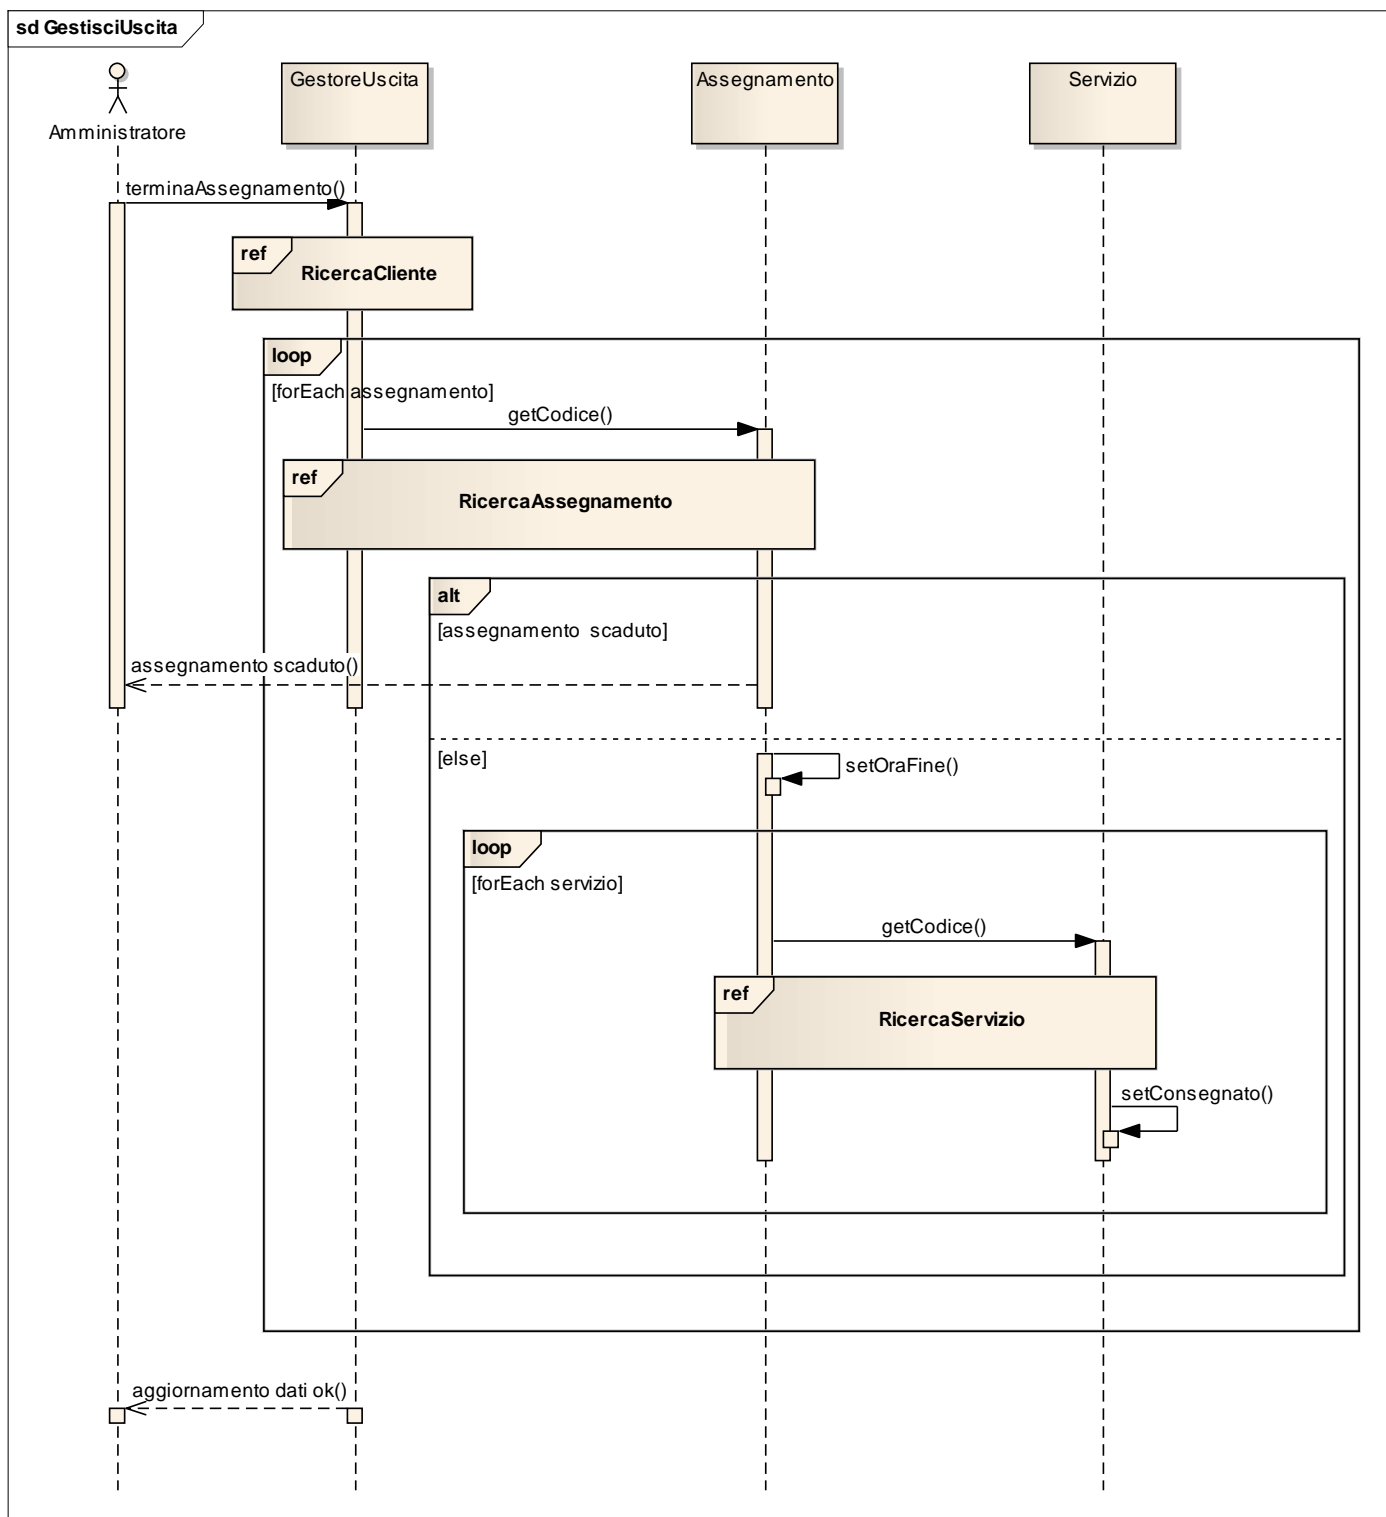 sd GestisciUscita
GestoreUscita
Assegnamento
Servizio
Amministratore
terminaAssegnamento()
ref
RicercaCliente
loop
[forEach assegnamento]
getCodice()
ref
RicercaAssegnamento
alt
[assegnamento scaduto]
assegnamento scaduto()
[else]
setOraFine()
loop
[forEach servizio]
getCodice()
ref
RicercaServizio
setConsegnato()
aggiornamento dati ok()